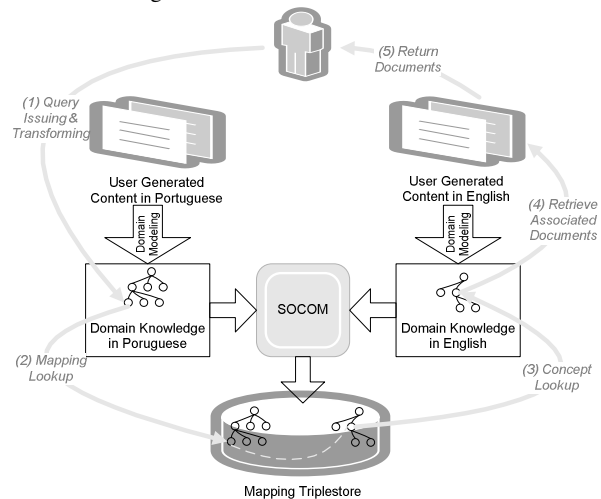 (5) Return
Documents
(1) Query
Issuing &
Transforming
User Generated
Content in Portuguese
User Generated
Content in English
(4) Retrieve
Associated
Documents
Domain
Modeling
Domain
Modeling
Domain Knowledge
in Poruguese
SOCOM
Domain Knowledge
in English
(2) Mapping
Lookup
(3) Concept
Lookup
Mapping Triplestore